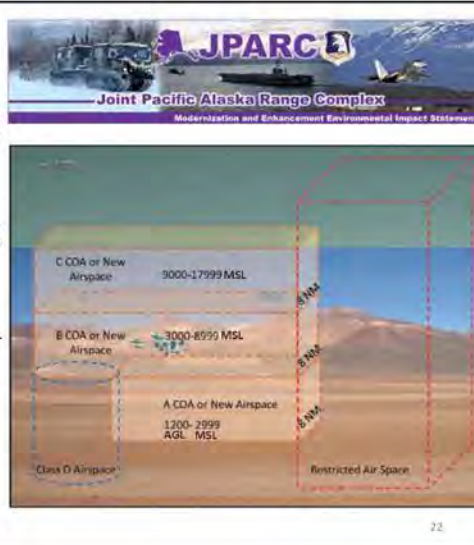 JPARC
Joint Pacific Alaska Range Complex
Modernization and Enhancement Environmental Impact Statement
C COA or New
Airspace
9000-17999 MSL
8 NM
B COA or New
Airspace
3000-8999 MSL
8 NM
A COA or New Airspace
1200- 2999
AGL MSL
8 NM
Class D Airspace
Restricted Air Space
22